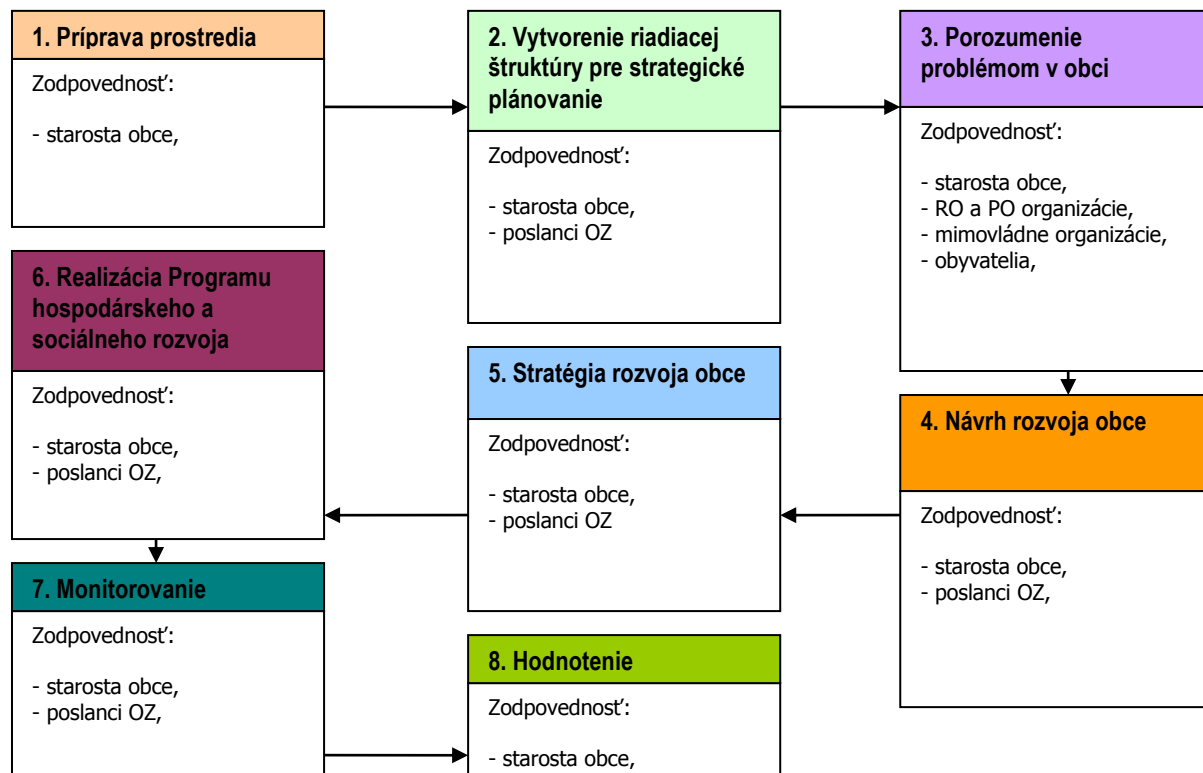 1. Príprava prostredia
Zodpovednosť:
- starosta obce,
2. Vytvorenie riadiacej
štruktúry pre strategické
plánovanie
Zodpovednosť:
- starosta obce,
- poslanci OZ
3. Porozumenie
problémom v obci
Zodpovednosť:
- starosta obce,
- RO a PO organizácie,
- mimovládne organizácie,
- obyvatelia,
4. Návrh rozvoja obce
Zodpovednosť:
- starosta obce,
- poslanci OZ,
5. Stratégia rozvoja obce
Zodpovednosť:
- starosta obce,
- poslanci OZ
6. Realizácia Programu
hospodárskeho a
sociálneho rozvoja
Zodpovednosť:
- starosta obce,
- poslanci OZ,
7. Monitorovanie
Zodpovednosť:
- starosta obce,
- poslanci OZ,
8. Hodnotenie
Zodpovednosť:
- starosta obce,